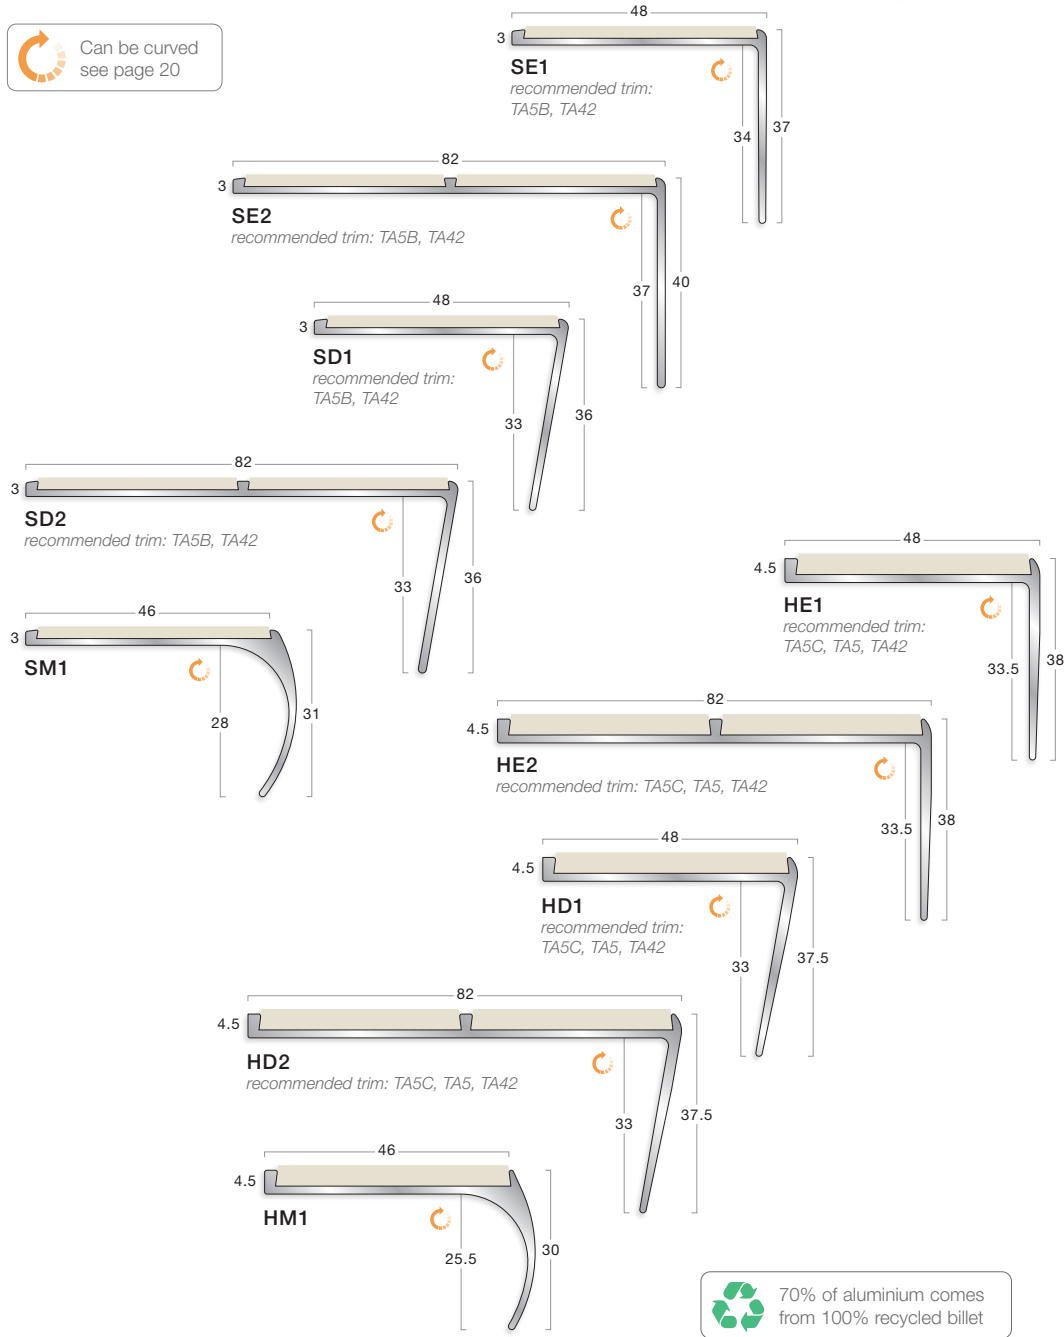 Can be curved
see page 20
48
3
SE1
recommended trim:
TA5B, TA42
34
37
82
3
SE2
recommended trim: TA5B, TA42
37
40
48
3
SD1
recommended trim:
TA5B, TA42
33
36
82
3
SD2
recommended trim: TA5B, TA42
33
36
46
3
SM1
28
31
48
4.5
HE1
recommended trim:
TA5C, TA5, TA42
33.5
38
82
4.5
HE2
recommended trim: TA5C, TA5, TA42
33.5
38
48
4.5
HD1
recommended trim:
TA5C, TA5, TA42
33
37.5
82
4.5
HD2
recommended trim: TA5C, TA5, TA42
33
37.5
46
4.5
HM1
25.5
30
70% of aluminium comes
from 100% recycled billet